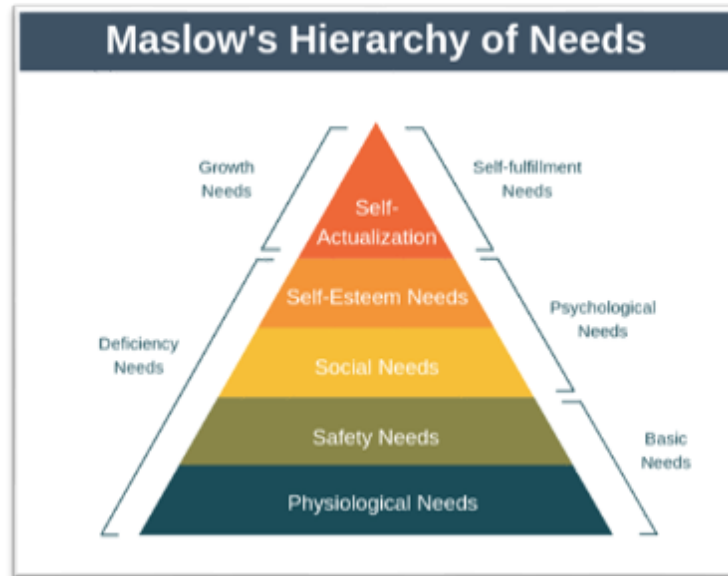 Maslow's Hierarchy of Needs
Growth
Needs
Self-fulfillment
Needs
Self-
Actualization
Self-Esteem Needs
Psychological
Needs
Deficiency
Needs
Social Needs
Safety Needs
Basic
Needs
Physiological Needs